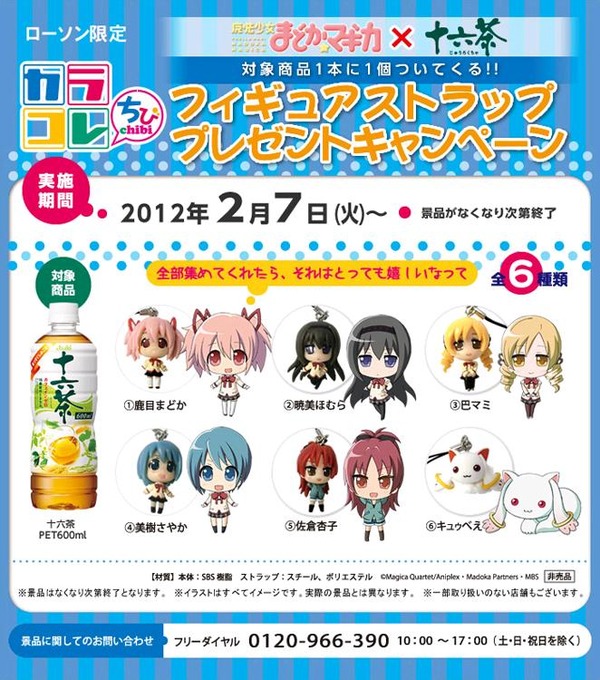 ローソン限定
魔法少女
まどか☆マギカ × 十六茶
じゅうろくちゃ
対象商品1本に1個ついてくる!!
カラコレ
ちび
chibi
フィギュアストラップ
プレゼントキャンペーン
実施期間
2012年2月7日(火)～ ● 景品がなくなり次第終了
対象商品
全部集めてくれたら、それはとっても嬉しいなって
全6種類
十六茶
600ml
①鹿目まどか
②暁美ほむら
③巴マミ
④美樹さやか
⑤佐倉杏子
⑥キュゥべえ
十六茶
PET600ml
【材質】本体:SBS樹脂 ストラップ:スチール、ポリエステル ©Magica Quartet/Aniplex・Madoka Partners・MBS 非売品
※景品はなくなり次第終了となります。 ※イラストはすべてイメージです。実際の景品とは異なります。 ※一部取り扱いのない店舗もございます。
景品に関してのお問い合わせ フリーダイヤル 0120-966-390 10:00 ～ 17:00 (土・日・祝日を除く)